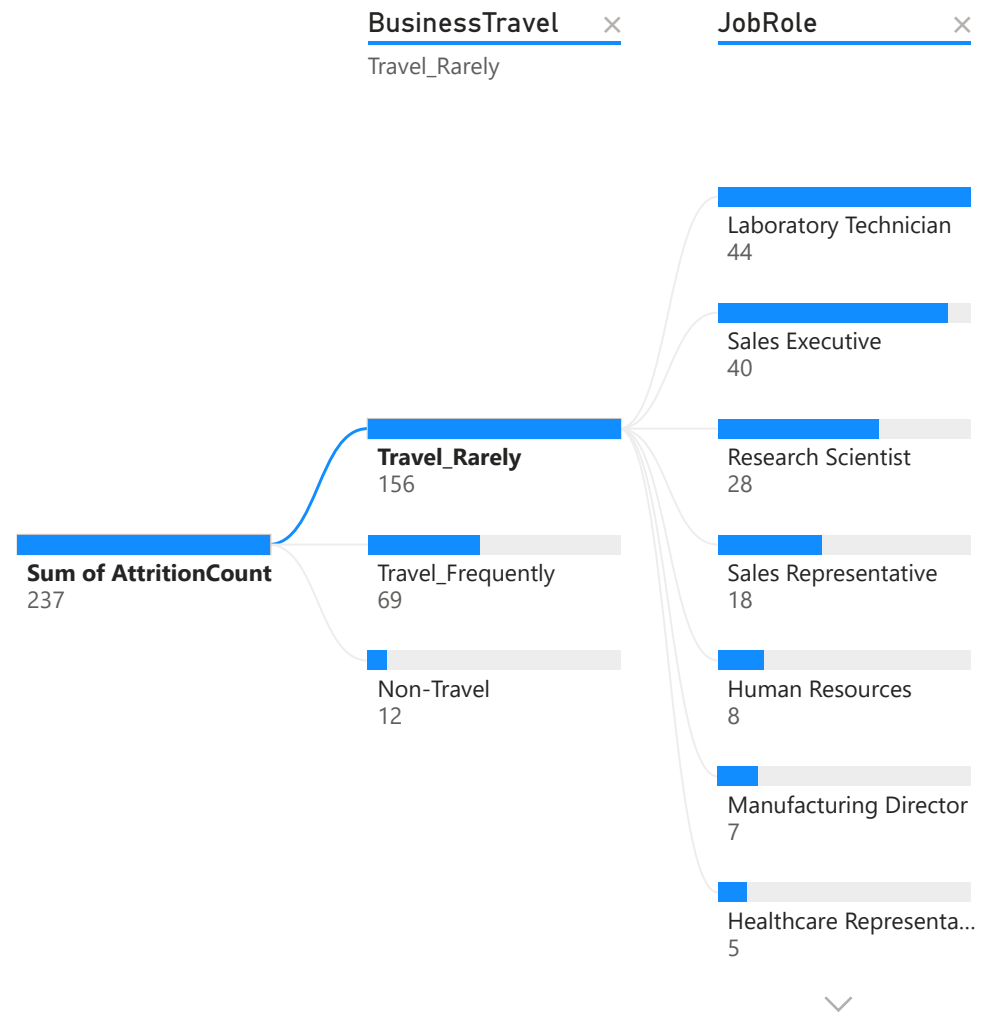 BusinessTravel
Travel_Rarely
JobRole
Laboratory Technician
44
Sales Executive
40
Research Scientist
28
Travel_Rarely
156
Sales Representative
18
Sum of AttritionCount
237
Travel_Frequently
69
Human Resources
8
Non-Travel
12
Manufacturing Director
7
Healthcare Representa...
5